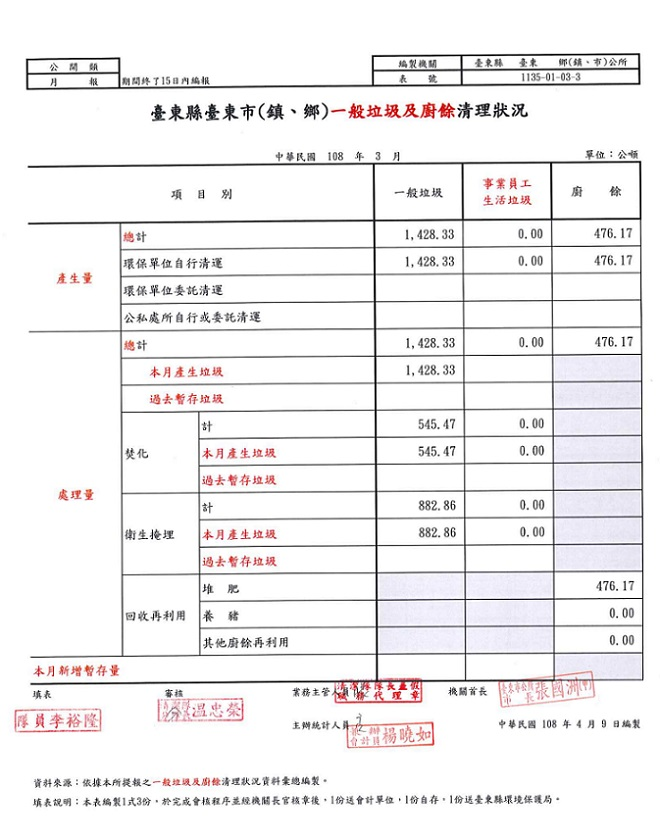 公 開 類
月 報 期間終了15日內編報
編製機關 臺東縣 臺東 鄉(鎮、市)公所
表 號 1135-01-03-3
臺東縣臺東市(鎮、鄉)一般垃圾及廚餘清理狀況
中華民國 108 年 3 月 單位：公噸
項 目 別 一般垃圾 事業員工生活垃圾 廚 餘
產生量
總計 1,428.33 0.00 476.17
環保單位自行清運 1,428.33 0.00 476.17
環保單位委託清運
公私處所自行或委託清運
處理量
總計 1,428.33 0.00 476.17
本月產生垃圾 1,428.33
過去暫存垃圾
焚化
計 545.47 0.00
本月產生垃圾 545.47 0.00
過去暫存垃圾
衛生掩埋
計 882.86 0.00
本月產生垃圾 882.86 0.00
過去暫存垃圾
回收再利用
堆 肥 476.17
養 豬 0.00
其他廚餘再利用 0.00
本月新增暫存量
填表 審核 業務主管人員 機關首長
隊員李裕隆 溫忠榮 市長張國洲
主辦統計人員 楊曉如 中華民國 108 年 4 月 9 日編製
資料來源：依據本所提報之一般垃圾及廚餘清理狀況資料彙總編製。
填表說明：本表編製1式3份，於完成會核程序並經機關長官核章後，1份送會計單位，1份自存，1份送臺東縣環境保護局。